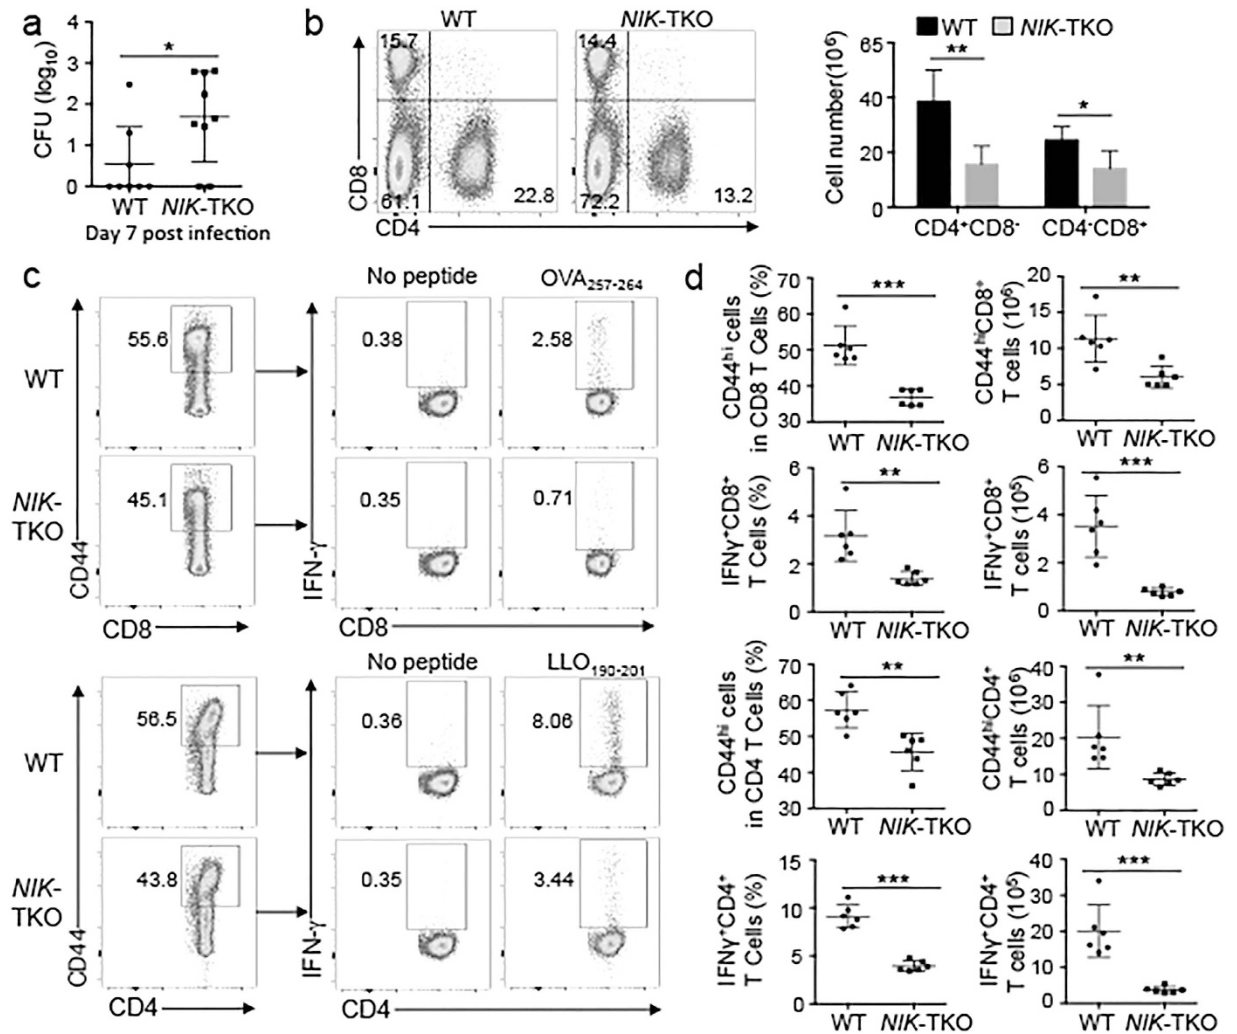 a
CFU (log10)
4
3
2
1
0
*
WT NIK-TKO
Day 7 post infection
b
WT NIK-TKO
15.7
61.1
22.8
14.4
72.2
13.2
CD8
CD4
WT NIK-TKO
Cell number(10⁶)
65
40
20
0
**
*
CD4⁺CD8⁻ CD4⁻CD8⁺
c
No peptide OVA257-264
WT
55.6
0.38
2.58
NIK-
TKO
45.1
0.35
0.71
CD44
IFN-γ
CD8
CD8
No peptide LLO190-201
WT
56.5
0.36
8.06
NIK-
TKO
43.8
0.35
3.44
CD44
IFN-γ
CD4
CD4
d
CD44ʰⁱ cells
in CD8 T Cells (%)
70
60
50
40
30
***
WT NIK-TKO
CD44ʰⁱCD8⁺
T cells (10⁶)
20
15
10
5
0
**
WT NIK-TKO
IFNγ⁺CD8⁺
T Cells (%)
6
4
2
0
**
WT NIK-TKO
IFNγ⁺CD8⁺
T cells (10⁵)
6
4
2
0
***
WT NIK-TKO
CD44ʰⁱ cells
in CD4 T Cells (%)
70
60
50
40
30
**
WT NIK-TKO
CD44ʰⁱCD4⁺
T cells (10⁶)
40
30
20
10
0
**
WT NIK-TKO
IFNγ⁺CD4⁺
T Cells (%)
15
10
5
0
***
WT NIK-TKO
IFNγ⁺CD4⁺
T cells (10⁵)
40
30
20
10
0
***
WT NIK-TKO